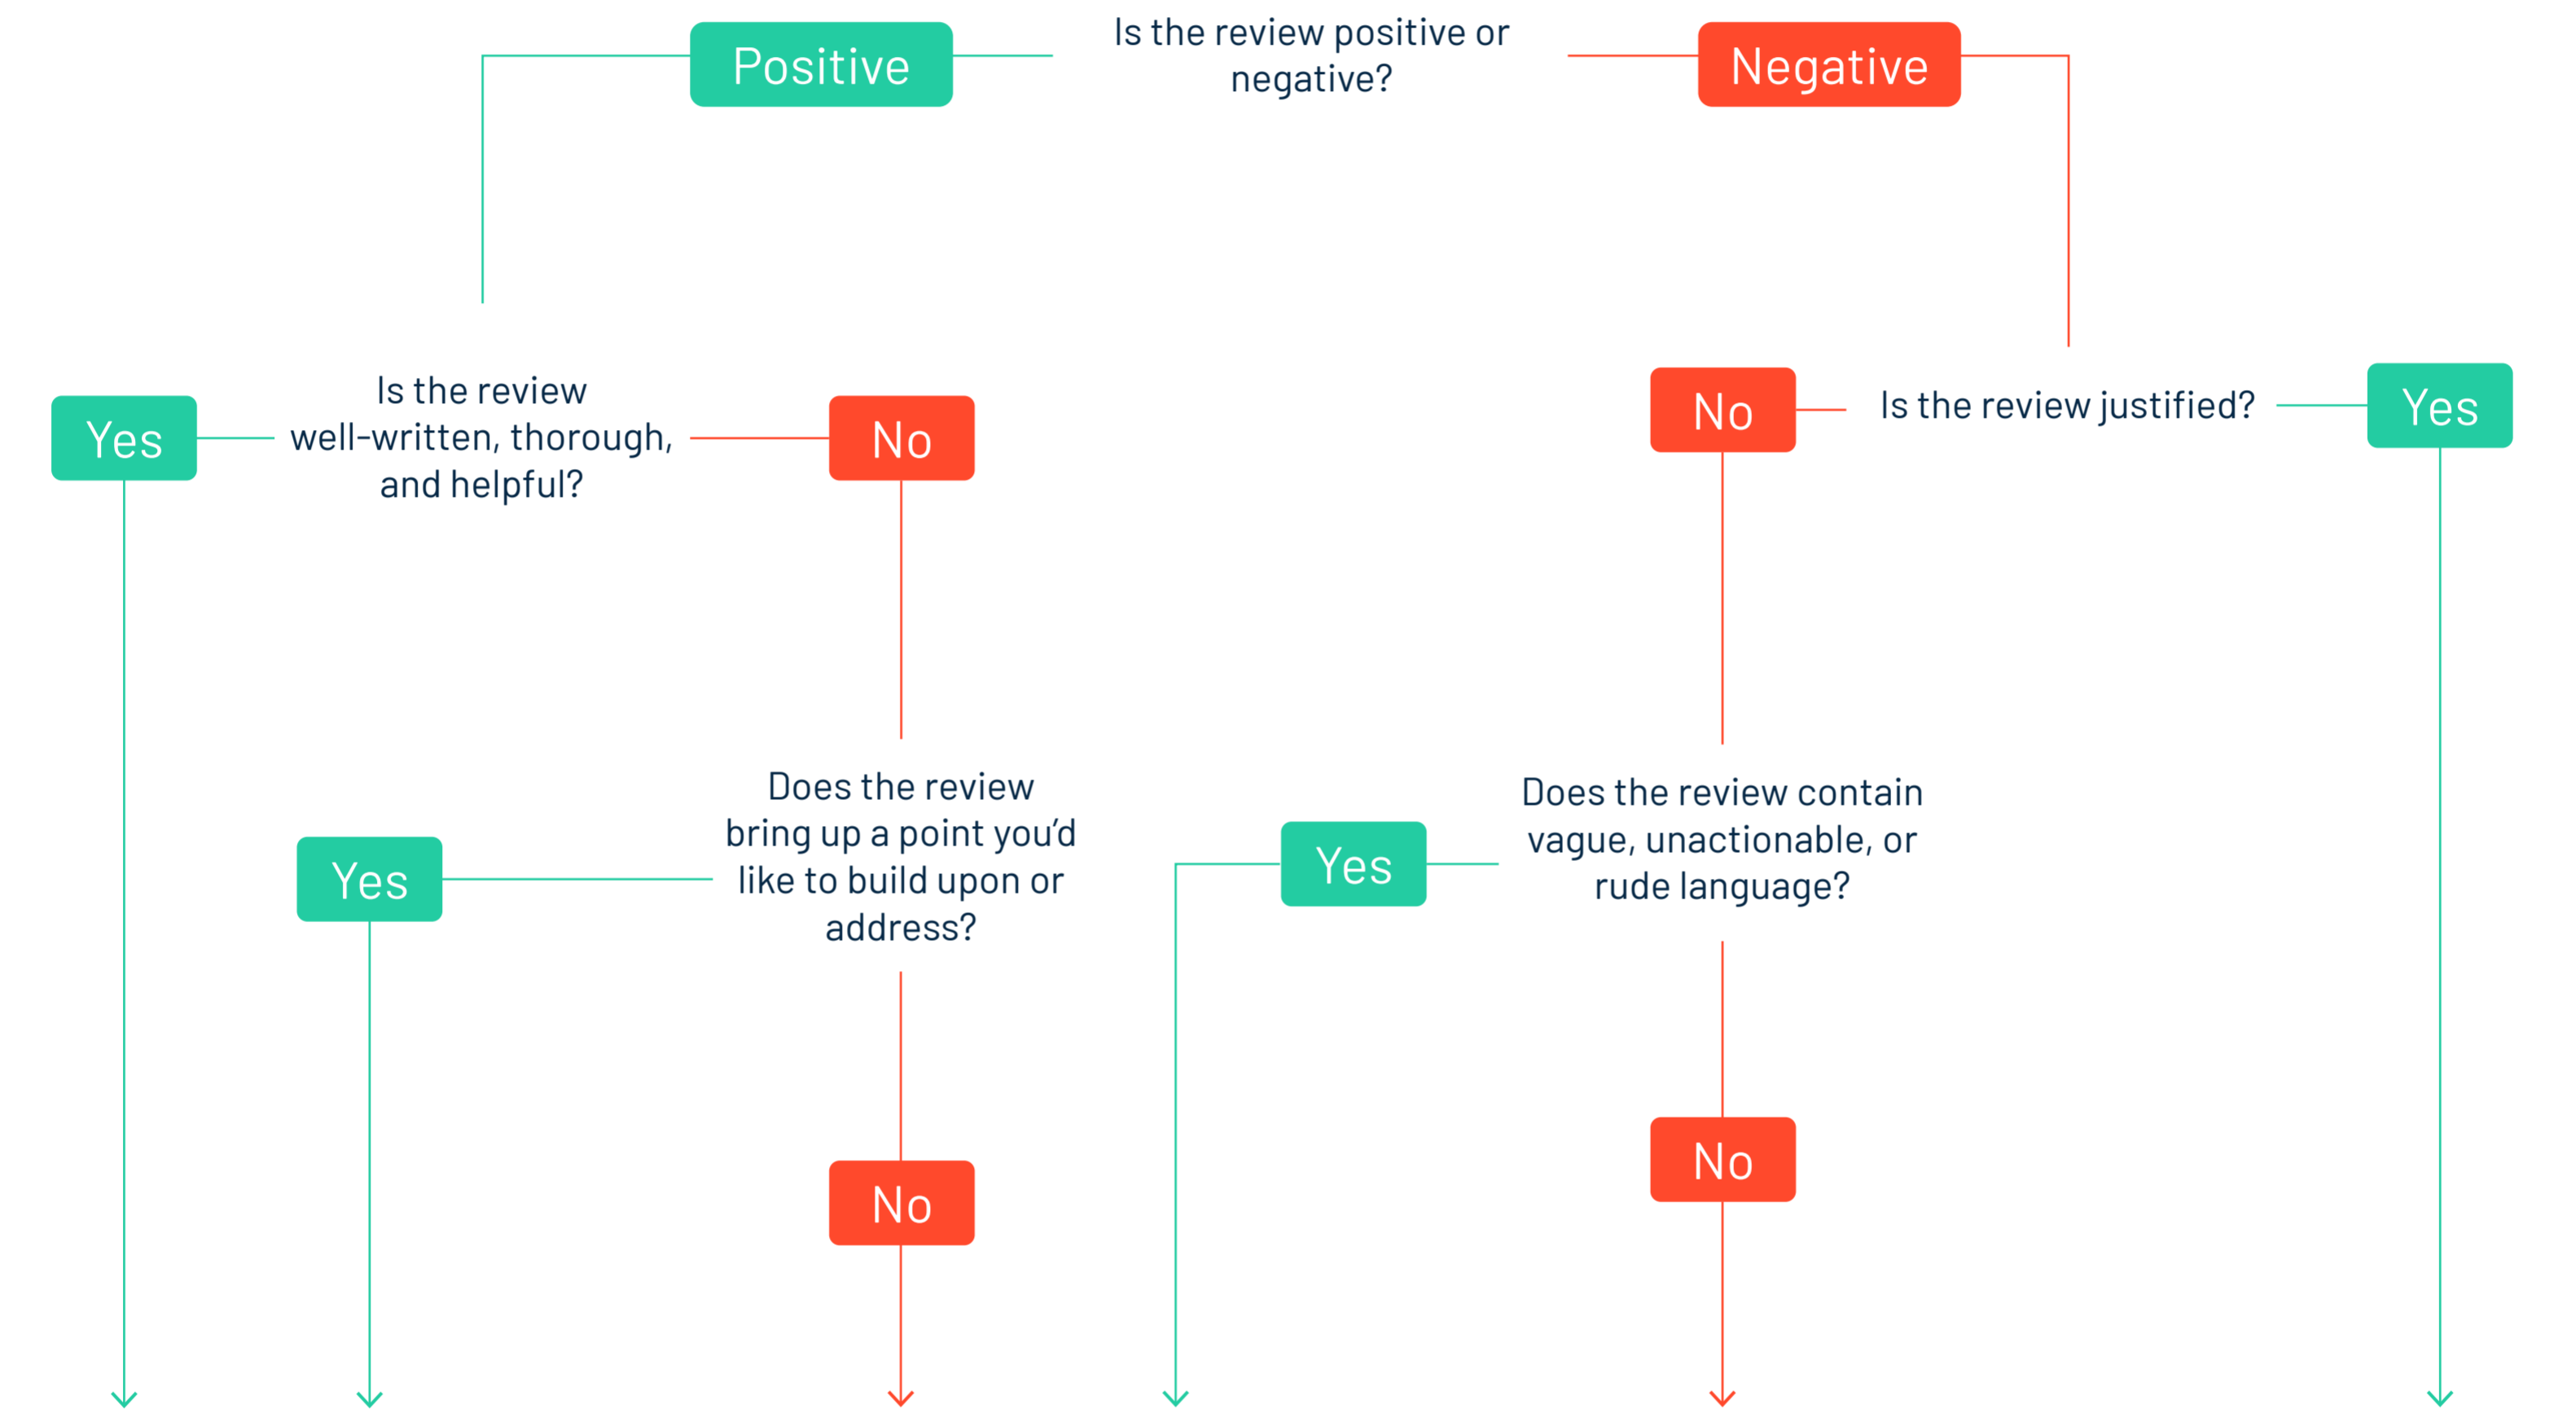 Positive
Is the review positive or
negative?
Negative
Yes
Is the review
well-written, thorough,
and helpful?
No
No
Is the review justified?
Yes
Yes
Does the review
bring up a point you’d
like to build upon or
address?
Yes
Does the review contain
vague, unactionable, or
rude language?
No
No